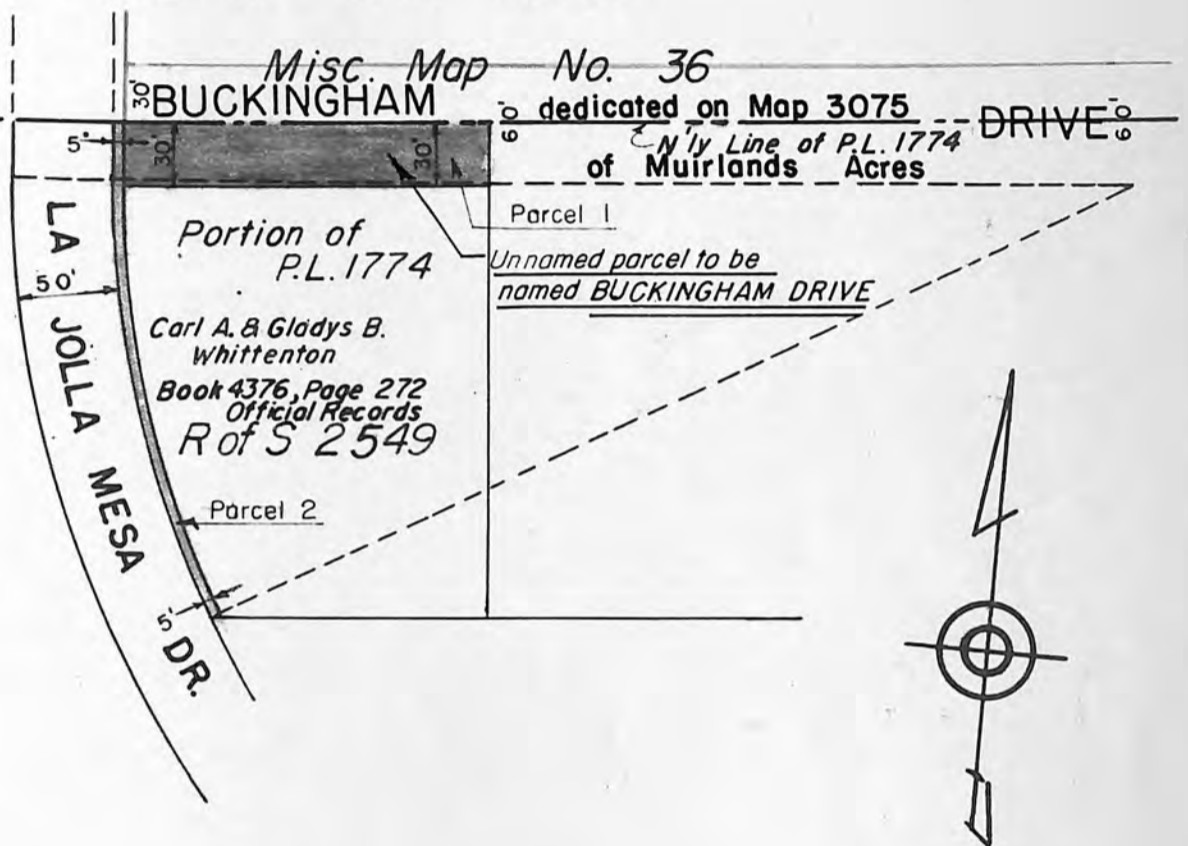 Misc. Map No. 36
30'
BUCKINGHAM
60' dedicated on Map 3075
DRIVE
60'
N'ly Line of P.L. 1774
of Muirlands Acres
5'
30'
30'
Parcel 1
Portion of
P.L. 1774
Unnamed parcel to be
named BUCKINGHAM DRIVE
50'
Carl A. & Gladys B.
Whittenton
Book 4376, Page 272
Official Records
R of S 2549
Parcel 2
5'
LA JOLLA MESA DR.